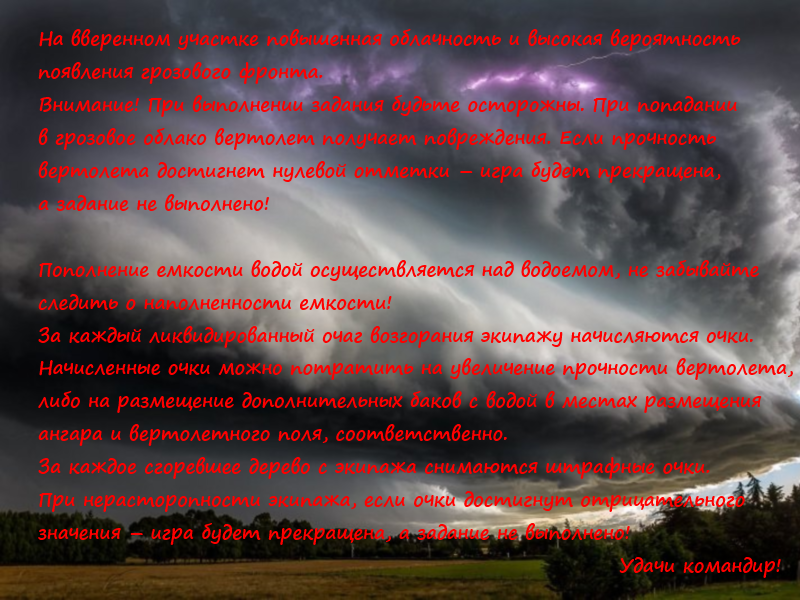 На вверенном участке повышенная облачность и высокая вероятность
появления грозового фронта.
Внимание! При выполнении задания будьте осторожны. При попадании
в грозовое облако вертолет получает повреждения. Если прочность
вертолета достигнет нулевой отметки – игра будет прекращена,
а задание не выполнено!
Пополнение емкости водой осуществляется над водоемом, не забывайте
следить о наполненности емкости!
За каждый ликвидированный очаг возгорания экипажу начисляются очки.
Начисленные очки можно потратить на увеличение прочности вертолета,
либо на размещение дополнительных баков с водой в местах размещения
ангара и вертолетного поля, соответственно.
За каждое сгоревшее дерево с экипажа снимаются штрафные очки.
При нерасторопности экипажа, если очки достигнут отрицательного
значения – игра будет прекращена, а задание не выполнено!
Удачи командир!